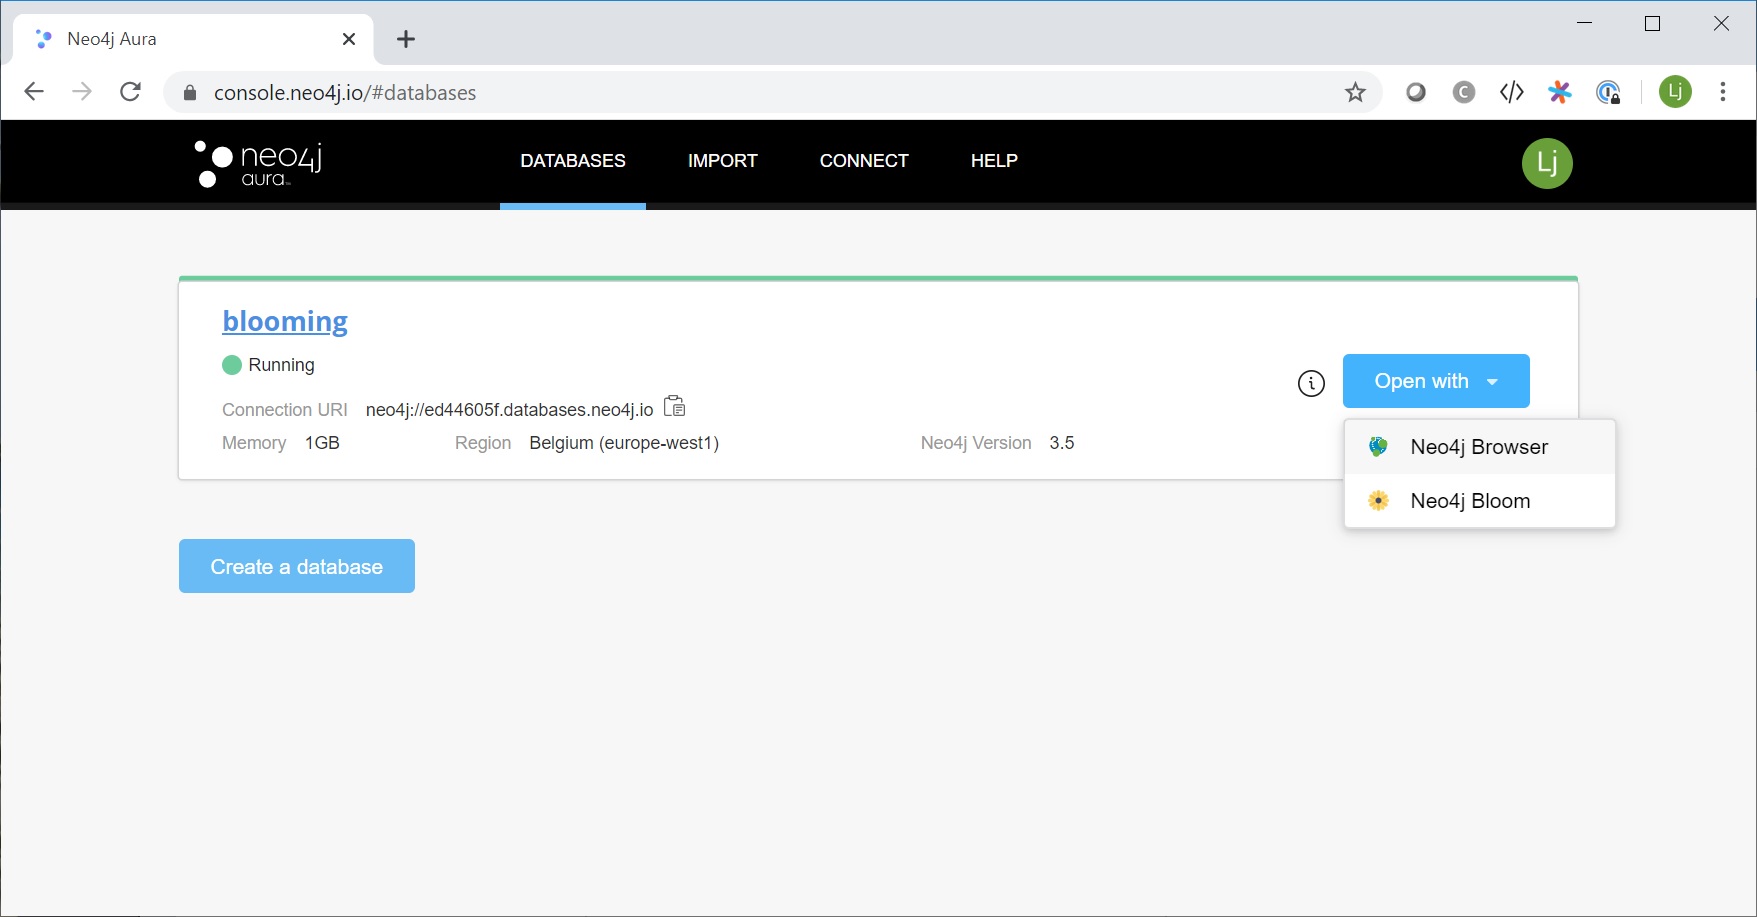 Neo4j Aura
console.neo4j.io/#databases
C
Lj
neo4j
aura™
DATABASES IMPORT CONNECT HELP
Lj
blooming
Running
Open with
Connection URI neo4j://ed44605f.databases.neo4j.io
Memory 1GB Region Belgium (europe-west1) Neo4j Version 3.5
Neo4j Browser
Neo4j Bloom
Create a database